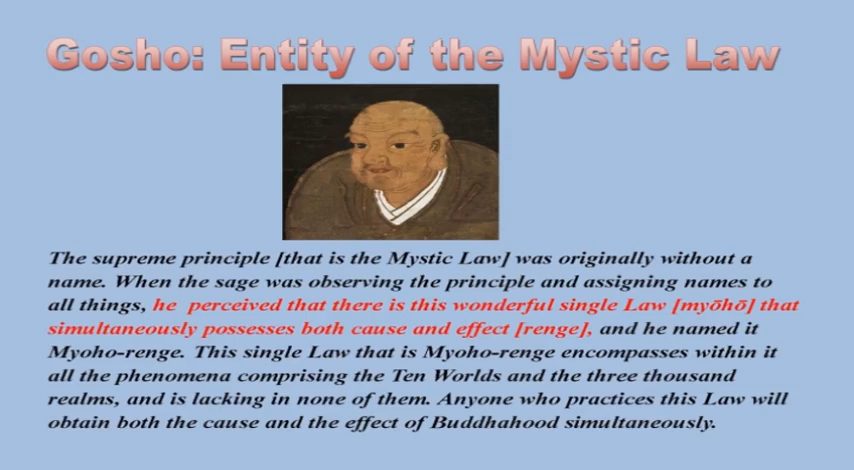 Gosho: Entity of the Mystic Law
The supreme principle [that is the Mystic Law] was originally without a
name. When the sage was observing the principle and assigning names to
all things, he perceived that there is this wonderful single Law [myōhō] that
simultaneously possesses both cause and effect [renge], and he named it
Myoho-renge. This single Law that is Myoho-renge encompasses within it
all the phenomena comprising the Ten Worlds and the three thousand
realms, and is lacking in none of them. Anyone who practices this Law will
obtain both the cause and the effect of Buddhahood simultaneously.